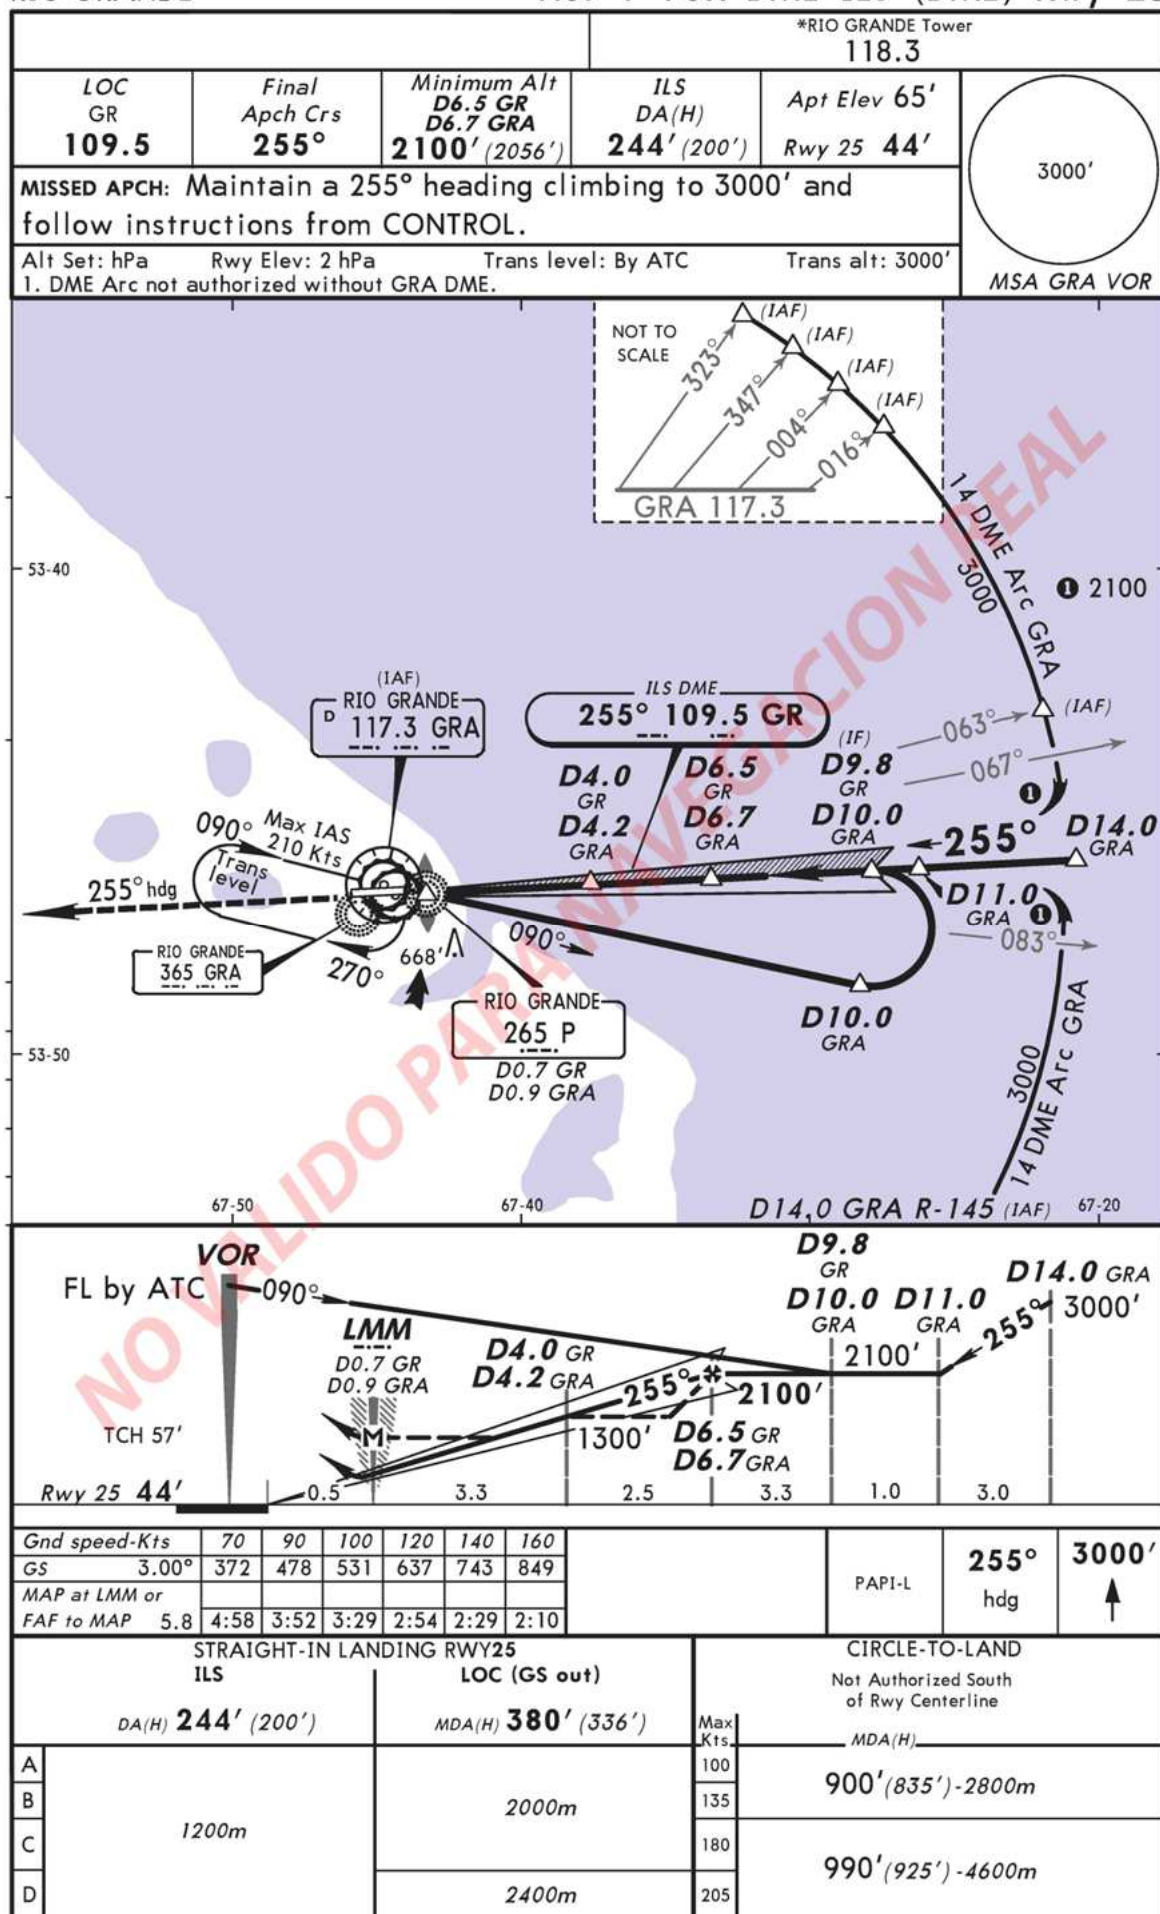 *RIO GRANDE Tower
118.3
LOC
GR
109.5
Final
Apch Crs
255°
Minimum Alt
D6.5 GR
D6.7 GRA
2100' (2056')
ILS
DA(H)
244' (200')
Apt Elev 65'
Rwy 25 44'
3000'
MSA GRA VOR
MISSED APCH: Maintain a 255° heading climbing to 3000' and
follow instructions from CONTROL.
Alt Set: hPa Rwy Elev: 2 hPa Trans level: By ATC Trans alt: 3000'
1. DME Arc not authorized without GRA DME.
NOT TO
SCALE
(IAF)
(IAF)
(IAF)
(IAF)
323°
347°
004°
016°
GRA 117.3
14 DME Arc GRA
3000
1 2100
53-40
(IAF)
RIO GRANDE
D 117.3 GRA
ILS DME
255° 109.5 GR
(IF)
D9.8
GR
D10.0
GRA
D4.0
GR
D4.2
GRA
D6.5
GR
D6.7
GRA
063°
(IAF)
067°
1
255°
D14.0
GRA
D11.0
GRA
1
083°
090°
Max IAS
210 Kts
Trans
level
255° hdg
270°
668'
090°
RIO GRANDE
365 GRA
RIO GRANDE
265 P
D0.7 GR
D0.9 GRA
D10.0
GRA
53-50
3000
14 DME Arc GRA
67-50
67-40
D14.0 GRA R-145 (IAF)
67-20
NO VALIDO PARA NAVEGACION REAL
VOR
FL by ATC
090°
LMM
D0.7 GR
D0.9 GRA
D4.0 GR
D4.2 GRA
D9.8
GR
D10.0
GRA
D11.0
GRA
D14.0 GRA
3000'
255°
2100'
255°
2100'
1300'
D6.5 GR
D6.7 GRA
M
TCH 57'
Rwy 25 44'
0.5 3.3 2.5 3.3 1.0 3.0
Gnd speed-Kts 70 90 100 120 140 160
GS 3.00° 372 478 531 637 743 849
MAP at LMM or
FAF to MAP 5.8 4:58 3:52 3:29 2:54 2:29 2:10
PAPI-L
255°
hdg
3000'
STRAIGHT-IN LANDING RWY25
ILS
DA(H) 244' (200')
LOC (GS out)
MDA(H) 380' (336')
CIRCLE-TO-LAND
Not Authorized South
of Rwy Centerline
Max
Kts
MDA(H)
A
B
C
D
1200m
2000m
2400m
100
135
180
205
900' (835') - 2800m
990' (925') - 4600m